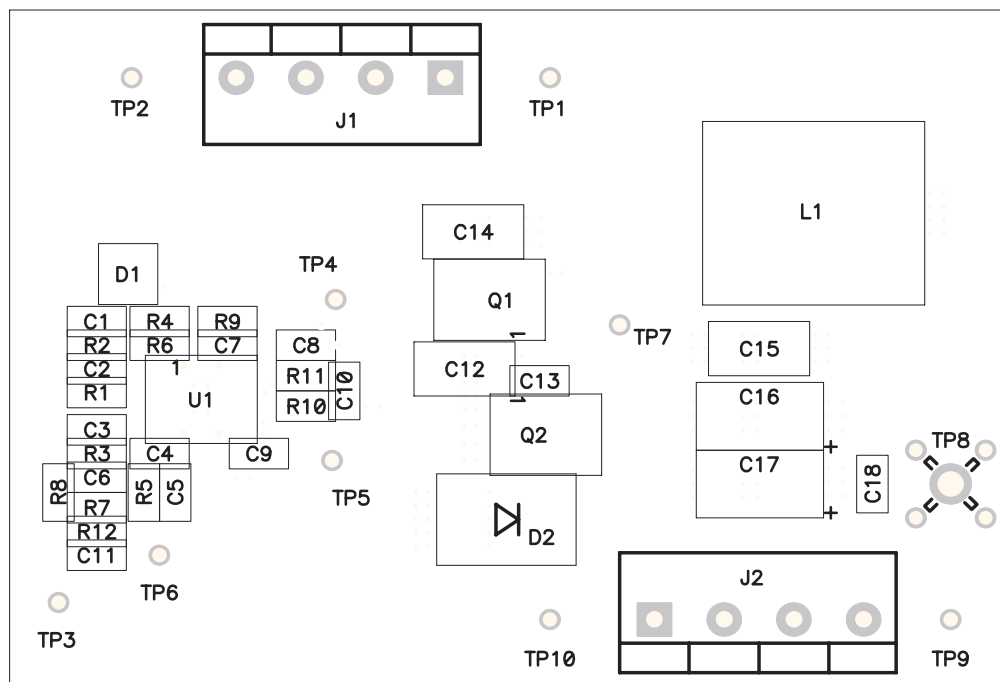 TP2
J1
TP1
L1
C14
D1
TP4
Q1
C1
R4
R9
TP7
R2
R6
C7
C8
1
C15
C2
1
R11
C10
C12
C13
R1
U1
R10
1
C16
C3
Q2
TP8
R3
C4
C9
+
C6
R8
R5
C5
TP5
C17
C18
R7
+
R12
D2
C11
TP6
J2
TP3
TP10
TP9